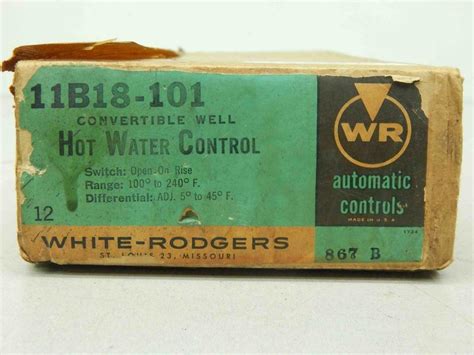 11B18-101
CONVERTIBLE WELL
HOT WATER CONTROL
Switch: Open-On Rise
Range: 100° to 240° F.
Differential: ADJ. 5° to 45° F.
12
WHITE-RODGERS
ST. LOUIS 23, MISSOURI
WR
automatic
controls
MADE IN U.S.A.
867 B